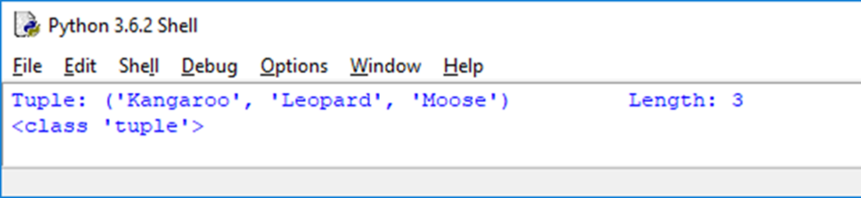 Python 3.6.2 Shell
File Edit Shell Debug Options Window Help
Tuple: ('Kangaroo', 'Leopard', 'Moose') Length: 3
<class 'tuple'>